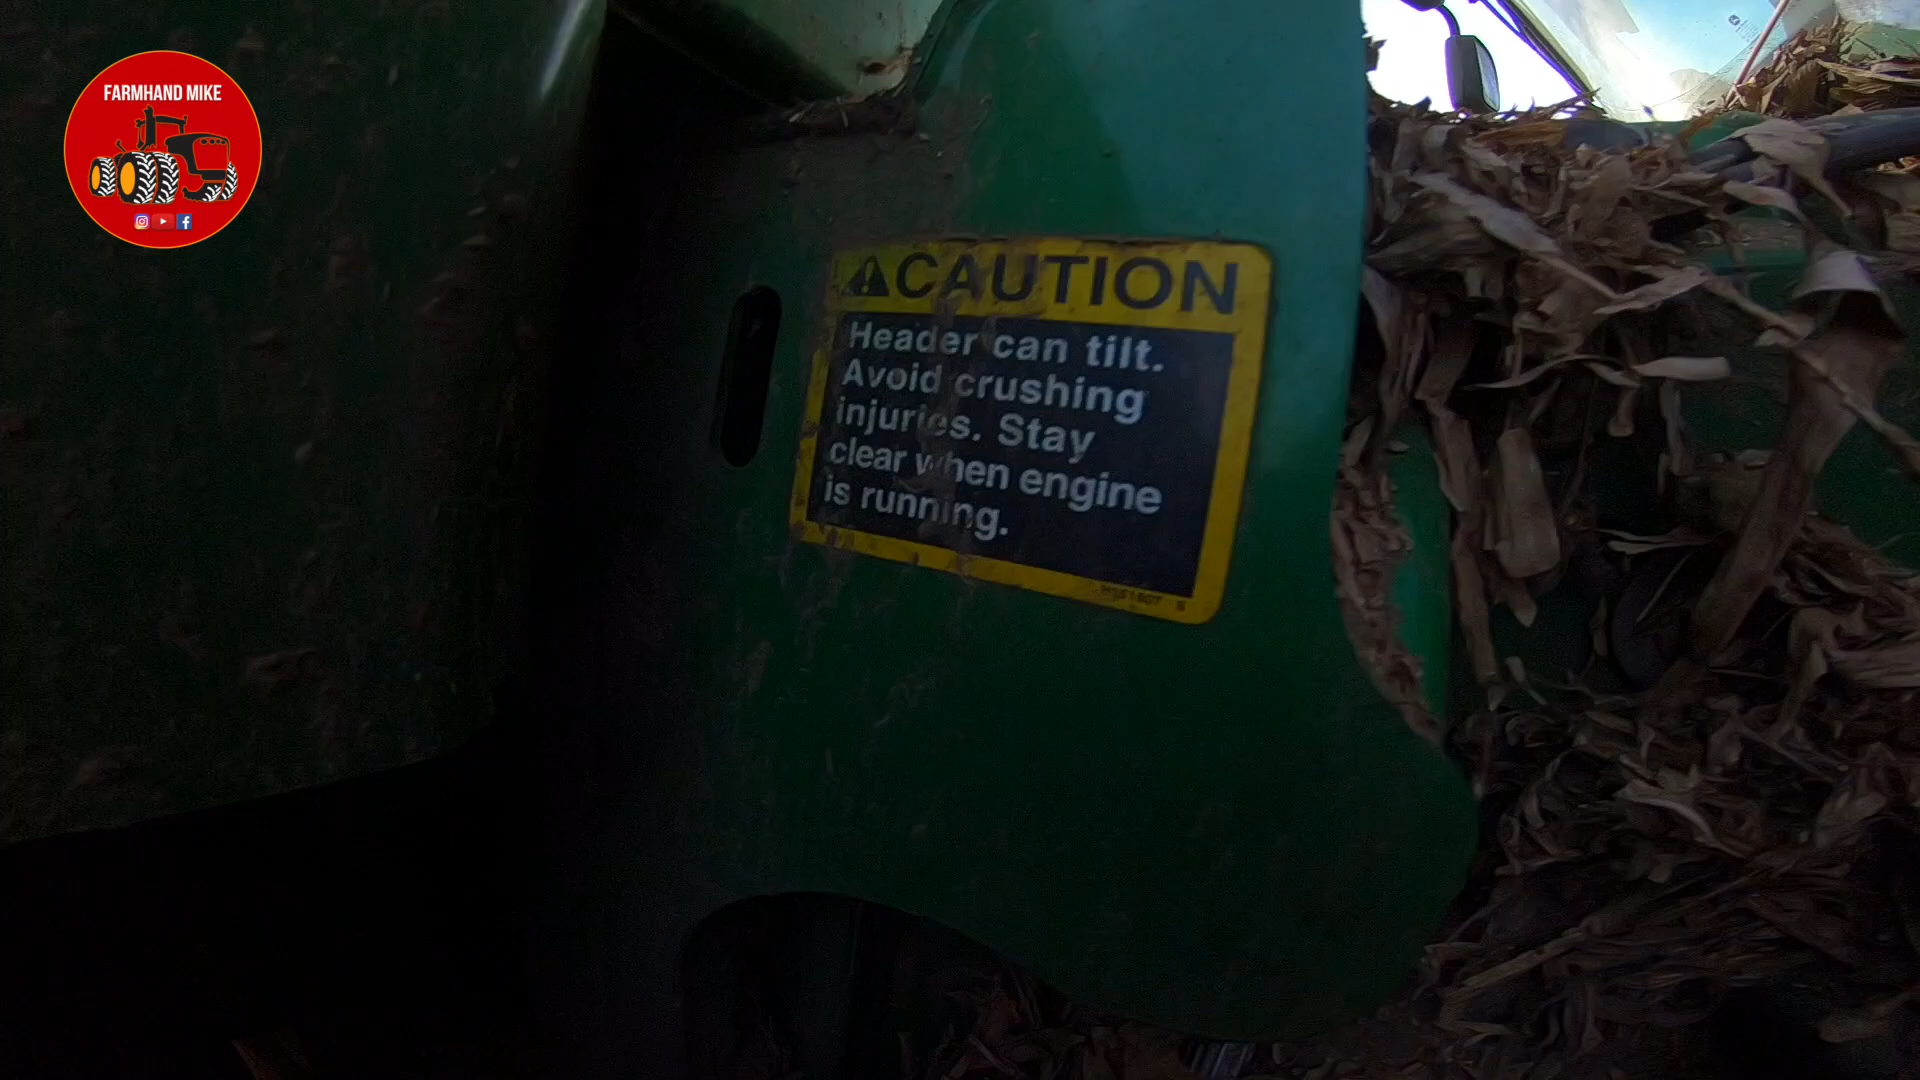 FARMHAND MIKE
CAUTION
Header can tilt.
Avoid crushing
injuries. Stay
clear when engine
is running.